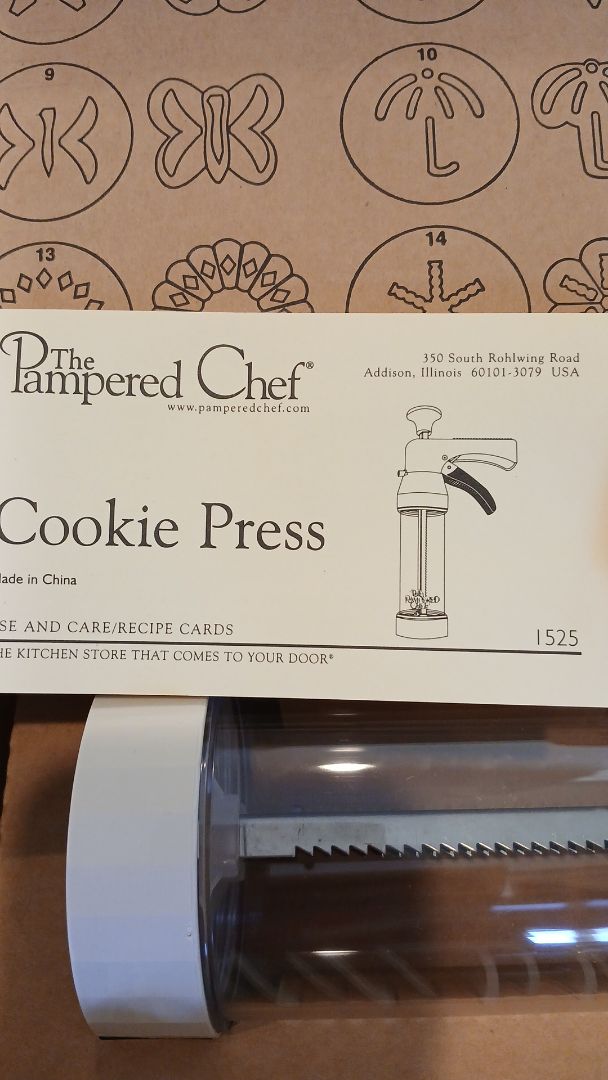 9
10
13
14
The
Pampered Chef®
www.pamperedchef.com
350 South Rohlwing Road
Addison, Illinois 60101-3079 USA
Cookie Press
ade in China
SE AND CARE/RECIPE CARDS
1525
HE KITCHEN STORE THAT COMES TO YOUR DOOR®